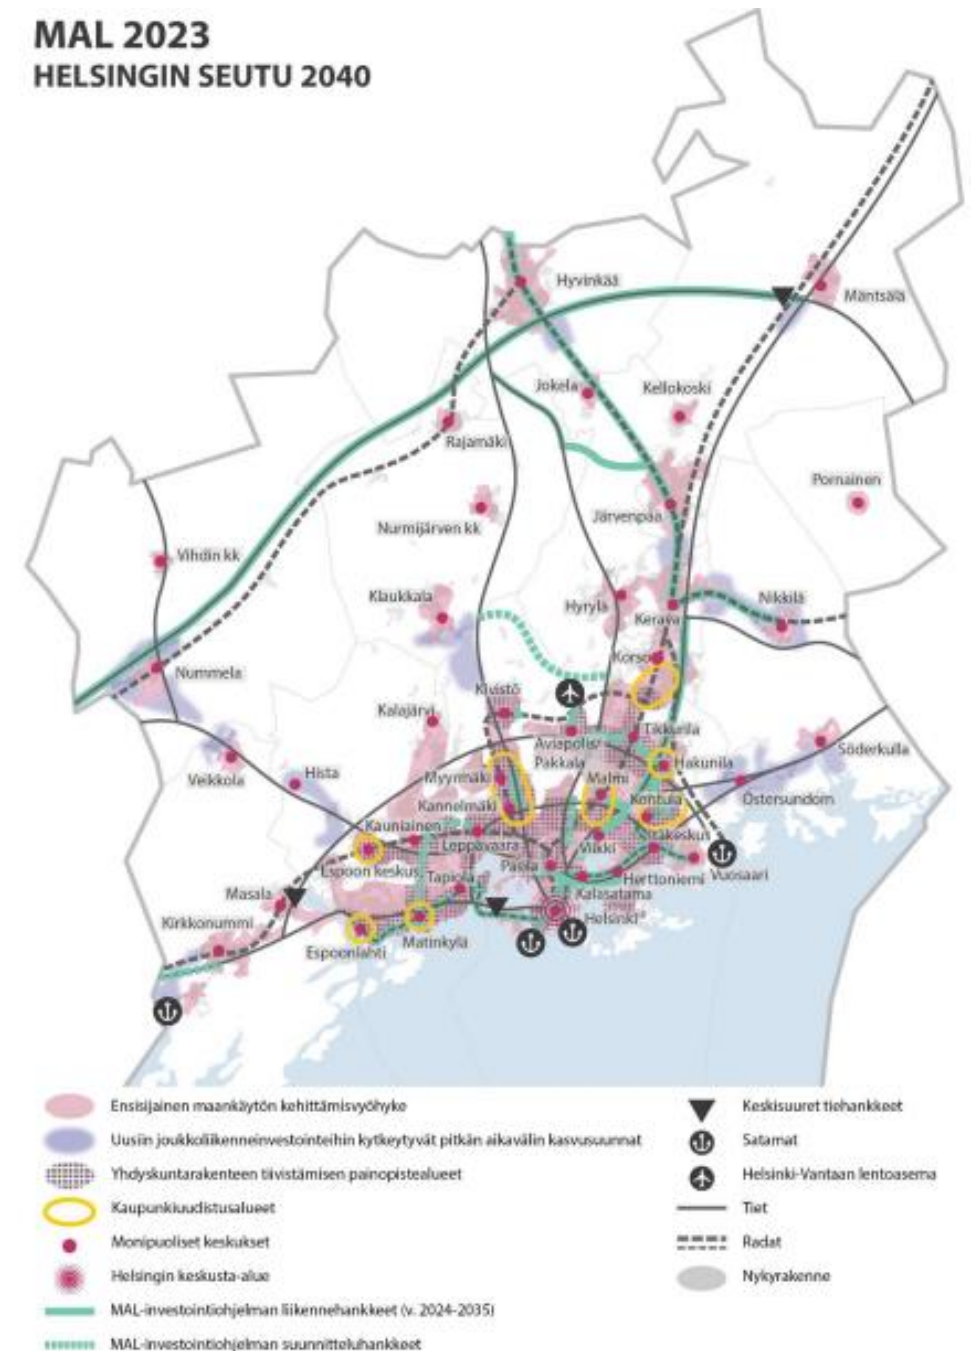 MAL 2023
HELSINGIN SEUTU 2040
Hyvinkää
Mäntsälä
Jokela
Kellokoski
Rajamäki
Pornainen
Nurmijärven kk
Järvenpää
Vihdin kk
Klaukkala
Hyrylä
Nikkilä
Kerava
Korso
Nummela
Kivistö
Kalajärvi
Tikkurila
Aviapolis/
Pakkala
Söderkulla
Veikkola
Hista
Myyrmäki
Hakunila
Malmi
Östersundom
Kannelmäki
Kontula
Kauniainen
Itäkeskus
Leppävaara
Viikki
Vuosaari
Espoon keskus
Pasila
Tapiola
Herttoniemi
Masala
Kalasatama
Kirkkonummi
Helsinki
Matinkylä
Espoonlahti
Ensisijainen maankäytön kehittämisvyöhyke
Uusiin joukkoliikenneinvestointeihin kytkeytyvät pitkän aikavälin kasvusuunnat
Yhdyskuntarakenteen tiivistämisen painopistealueet
Kaupunkiuudistusalueet
Monipuoliset keskukset
Helsingin keskusta-alue
MAL-investointiohjelman liikennehankkeet (v. 2024-2035)
MAL-investointiohjelman suunnitteluhankkeet
Keskisuuret tiehankkeet
Satamat
Helsinki-Vantaan lentoasema
Tiet
Radat
Nykyrakenne